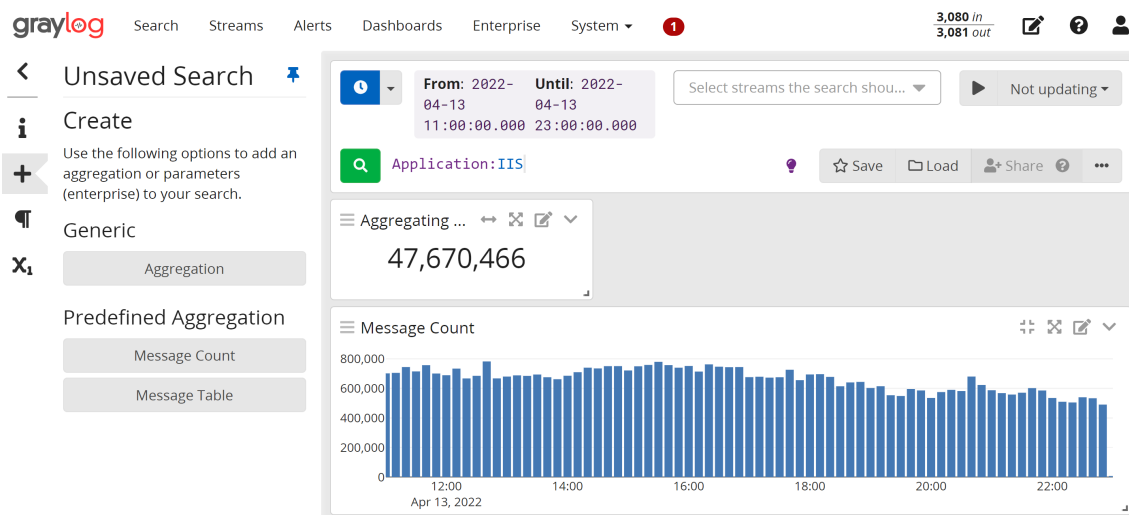 graylog Search Streams Alerts Dashboards Enterprise System 1 3,080 in
3,081 out
Unsaved Search
Create
Use the following options to add an
aggregation or parameters
(enterprise) to your search.
Generic
Aggregation
Predefined Aggregation
Message Count
Message Table
From: 2022-04-13 11:00:00.000 Until: 2022-04-13 23:00:00.000
Select streams the search shou...
Not updating
Application:IIS
Save Load Share
Aggregating ...
47,670,466
Message Count
800,000
600,000
400,000
200,000
0
12:00 14:00 16:00 18:00 20:00 22:00
Apr 13, 2022